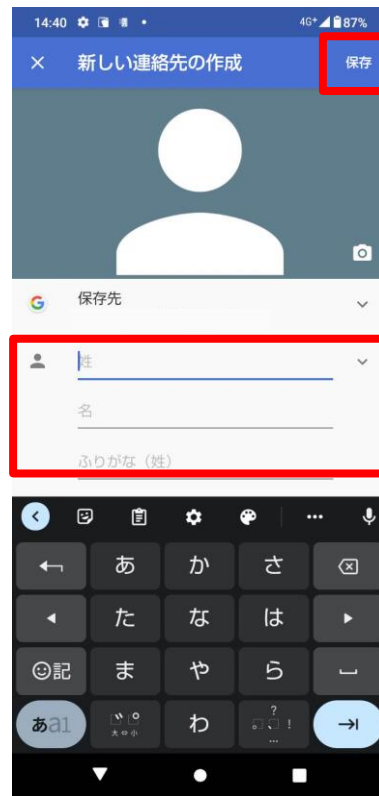 14:40 4G+ 87%
新しい連絡先の作成 保存
G 保存先
姓
名
ふりがな（姓）
あ か さ
た な は
記 ま や ら
あa1 大⇔小 わ 、。?!…